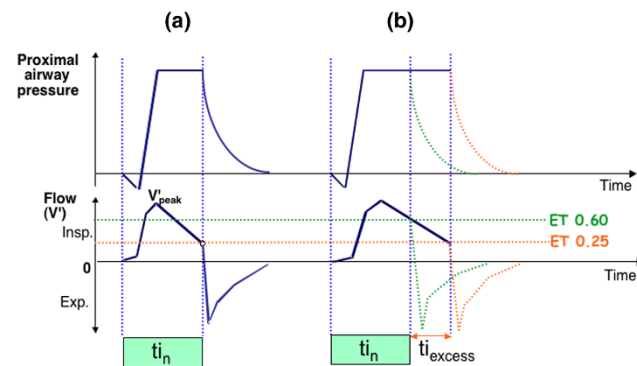 (a)
(b)
Proximal
airway
pressure
Time
V'peak
Flow
(V')
Insp.
ET 0.60
ET 0.25
0
Time
Exp.
tin
tin
tiexcess